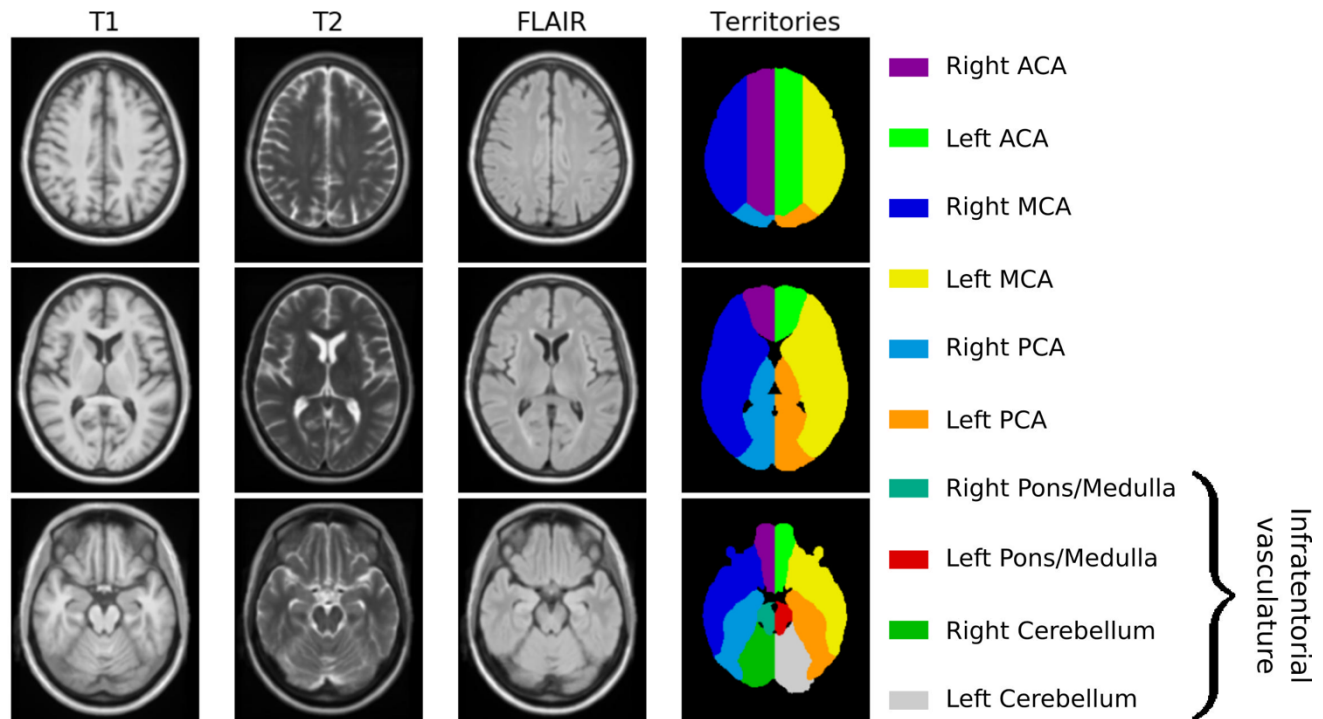 T1
T2
FLAIR
Territories
Right ACA
Left ACA
Right MCA
Left MCA
Right PCA
Left PCA
Right Pons/Medulla
Left Pons/Medulla
Right Cerebellum
Left Cerebellum
Infratentorial
vasculature